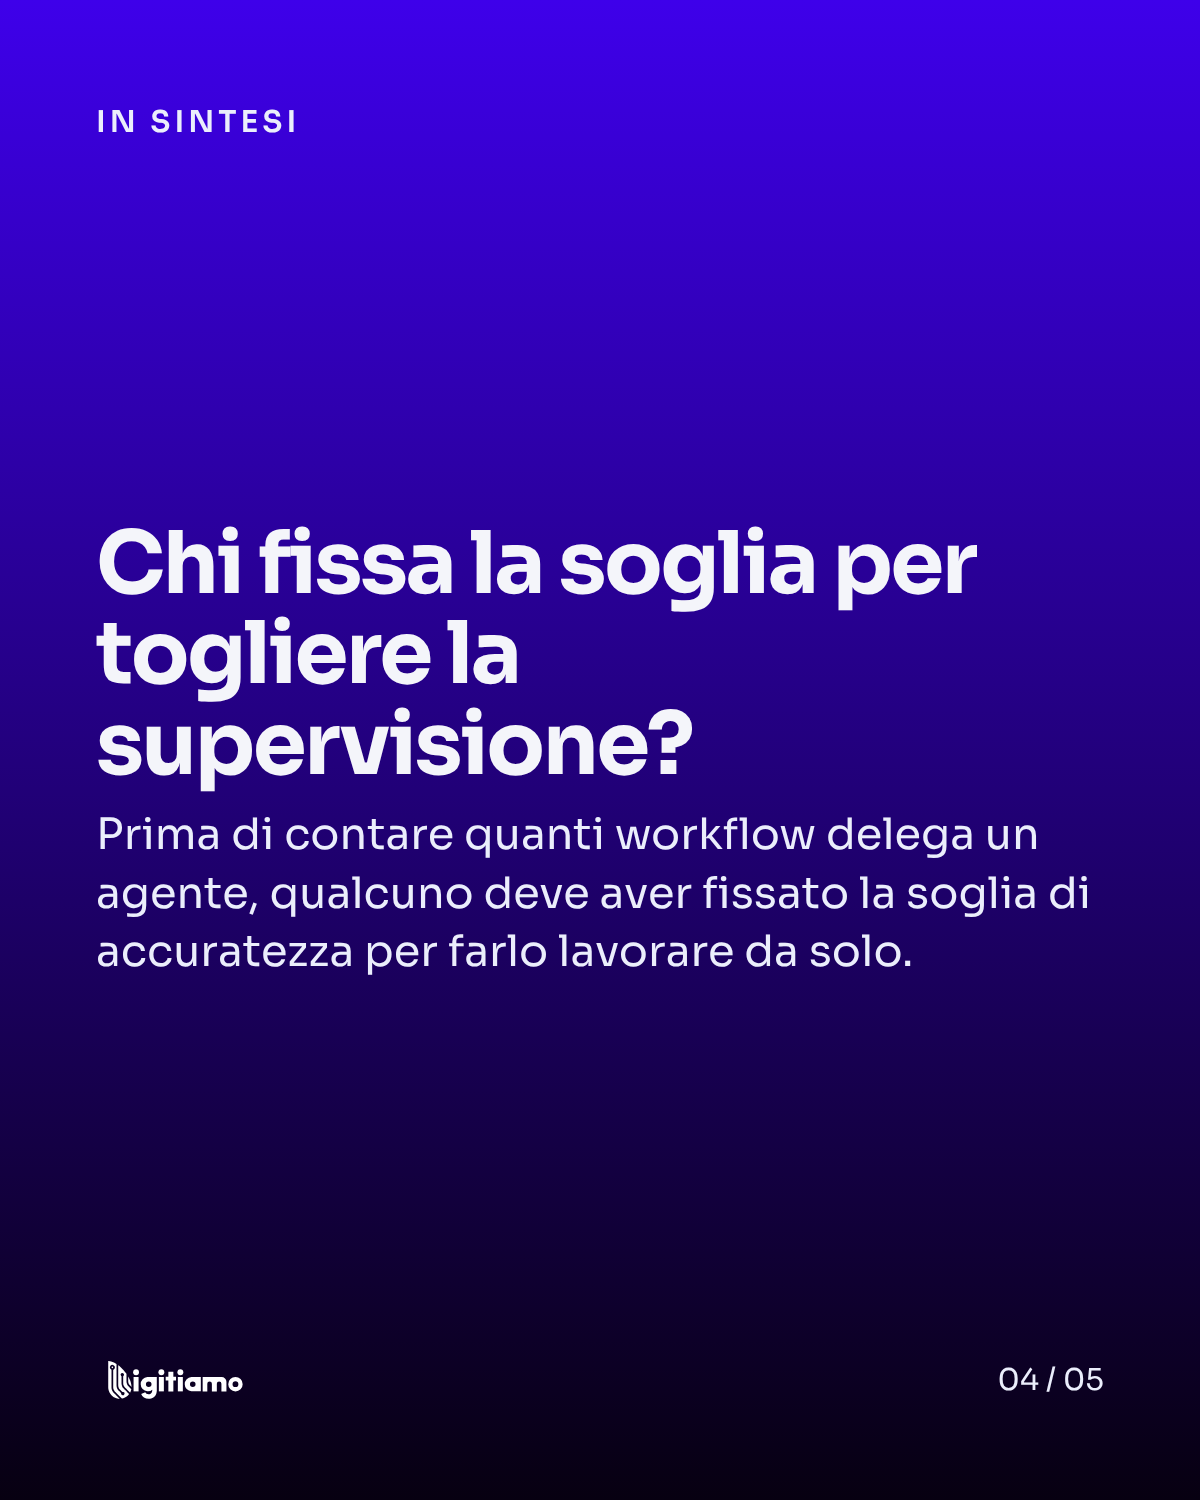 IN SINTESI
Chi fissa la soglia per
togliere la
supervisione?
Prima di contare quanti workflow delega un
agente, qualcuno deve aver fissato la soglia di
accuratezza per farlo lavorare da solo.
Digitiamo
04 / 05